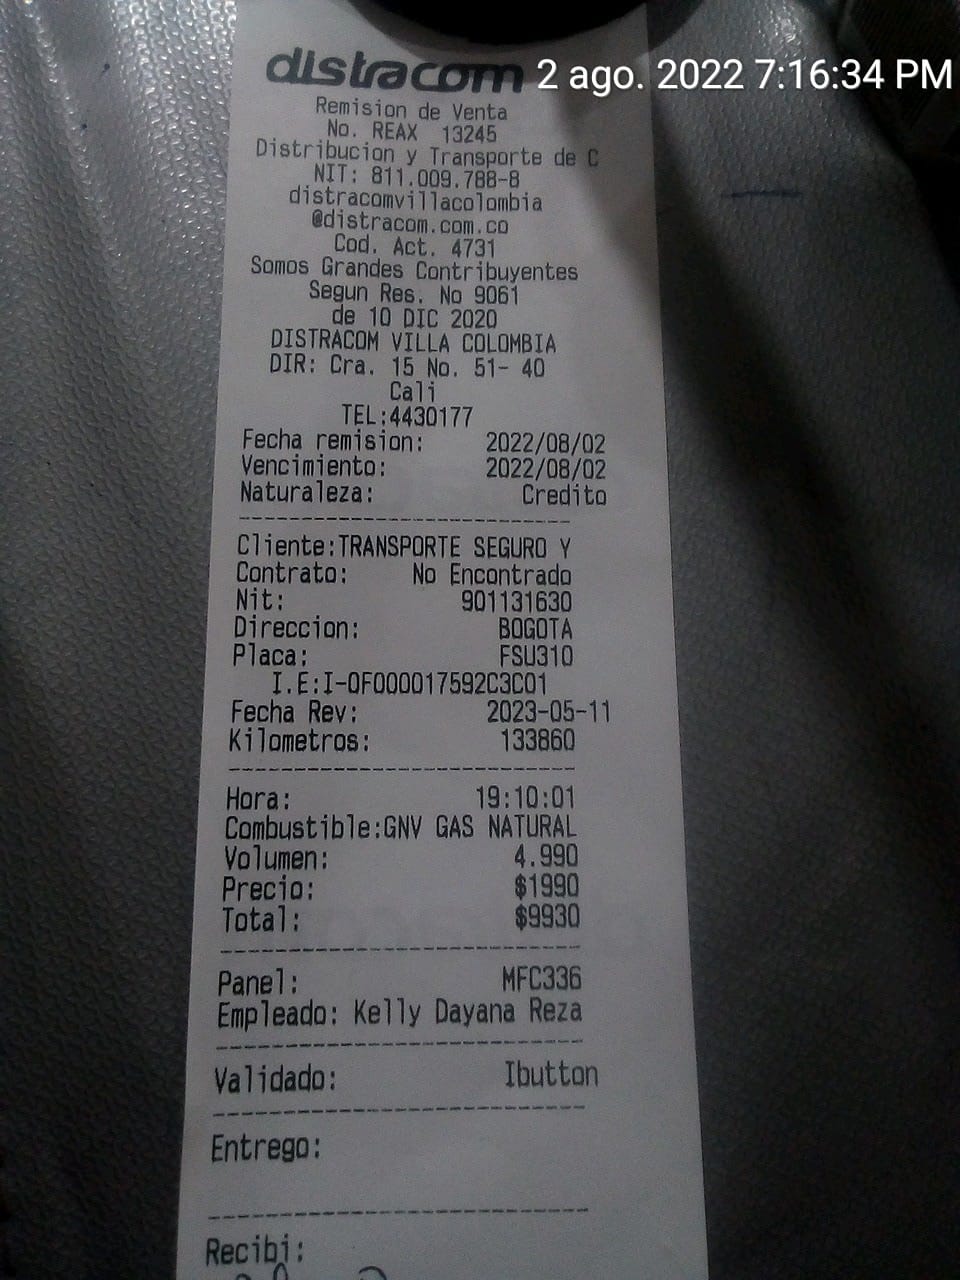 distracom
2 ago. 2022 7:16:34 PM
Remision de Venta
No. REAX 13245
Distribucion y Transporte de C
NIT: 811.009.788-8
distracomvillacolombia
@distracom.com.co
Cod. Act. 4731
Somos Grandes Contribuyentes
Segun Res. No 9061
de 10 DIC 2020
DISTRACOM VILLA COLOMBIA
DIR: Cra. 15 No. 51- 40
Cali
TEL:4430177
Fecha remision: 2022/08/02
Vencimiento: 2022/08/02
Naturaleza: Credito
Cliente:TRANSPORTE SEGURO Y
Contrato: No Encontrado
Nit: 901131630
Direccion: BOGOTA
Placa: FSU310
I.E:I-0F000017592C3C01
Fecha Rev: 2023-05-11
Kilometros: 133860
Hora: 19:10:01
Combustible:GNV GAS NATURAL
Volumen: 4.990
Precio: $1990
Total: $9930
Panel: MFC336
Empleado: Kelly Dayana Reza
Validado: Ibutton
Entrego:
Recibi: